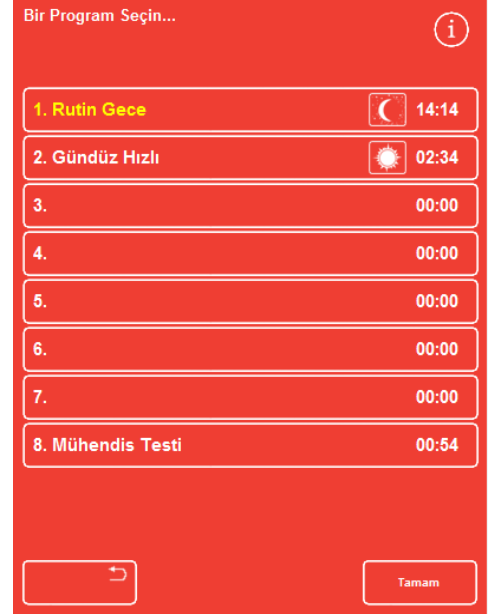 Bir Program Seçin...
i
1. Rutin Gece 14:14
2. Gündüz Hızlı 02:34
3. 00:00
4. 00:00
5. 00:00
6. 00:00
7. 00:00
8. Mühendis Testi 00:54
Tamam